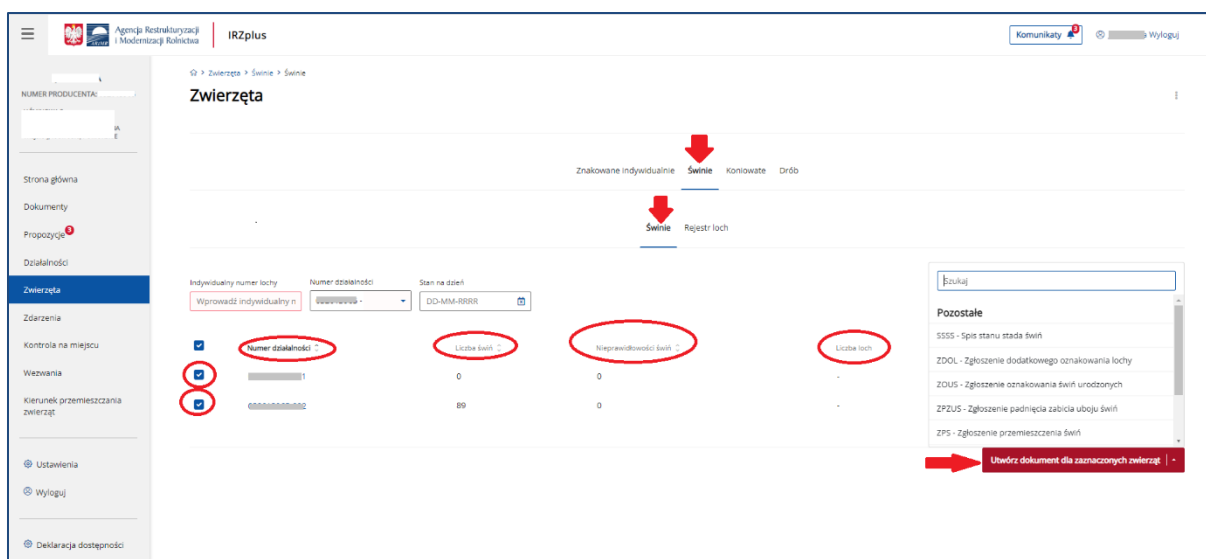 Agencja Restrukturyzacji
i Modernizacji Rolnictwa
IRZplus
Komunikaty 3
Wyloguj
NUMER PRODUCENTA:
Zwierzęta > Świnie > Świnie
Zwierzęta
Znakowane indywidualnie Świnie Koniowate Drób
Świnie Rejestr loch
Strona główna
Dokumenty
Propozycje 3
Działalności
Zwierzęta
Zdarzenia
Kontrola na miejscu
Wezwania
Kierunek przemieszczania
zwierząt
Ustawienia
Wyloguj
Deklaracja dostępności
Indywidualny numer lochy Numer działalności Stan na dzień
Wprowadź indywidualny n DD-MM-RRRR
Numer działalności Liczba świń Nieprawidłowości świń Liczba loch
1 0 0 -
2 89 0 -
Szukaj
Pozostałe
SSSS - Spis stanu stada świń
ZDOL - Zgłoszenie dodatkowego oznakowania lochy
ZOUS - Zgłoszenie oznakowania świń urodzonych
ZPZUS - Zgłoszenie padnięcia zabicia uboju świń
ZPS - Zgłoszenie przemieszczenia świń
Utwórz dokument dla zaznaczonych zwierząt